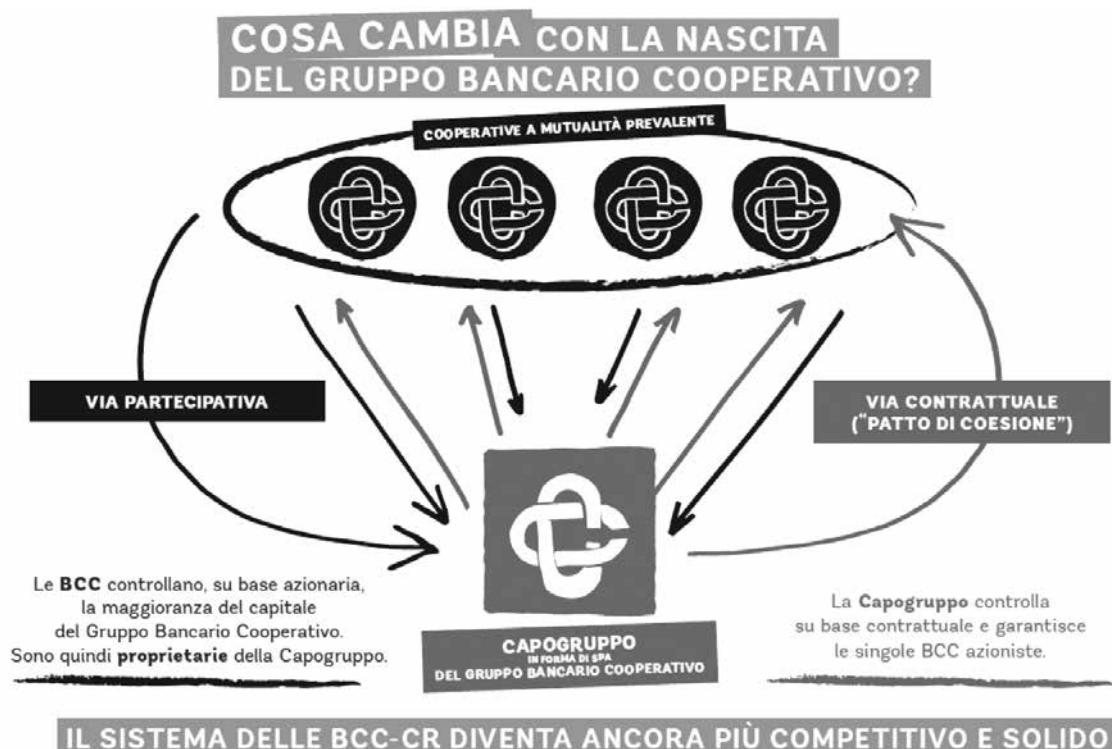 COSA CAMBIA CON LA NASCITA
DEL GRUPPO BANCARIO COOPERATIVO?
COOPERATIVE A MUTUALITÀ PREVALENTE
VIA PARTECIPATIVA
VIA CONTRATTUALE
("PATTO DI COESIONE")
Le BCC controllano, su base azionaria,
la maggioranza del capitale
del Gruppo Bancario Cooperativo.
Sono quindi proprietarie della Capogruppo.
CAPOGRUPPO
IN FORMA DI SPA
DEL GRUPPO BANCARIO COOPERATIVO
La Capogruppo controlla
su base contrattuale e garantisce
le singole BCC azioniste.
IL SISTEMA DELLE BCC-CR DIVENTA ANCORA PIÙ COMPETITIVO E SOLIDO